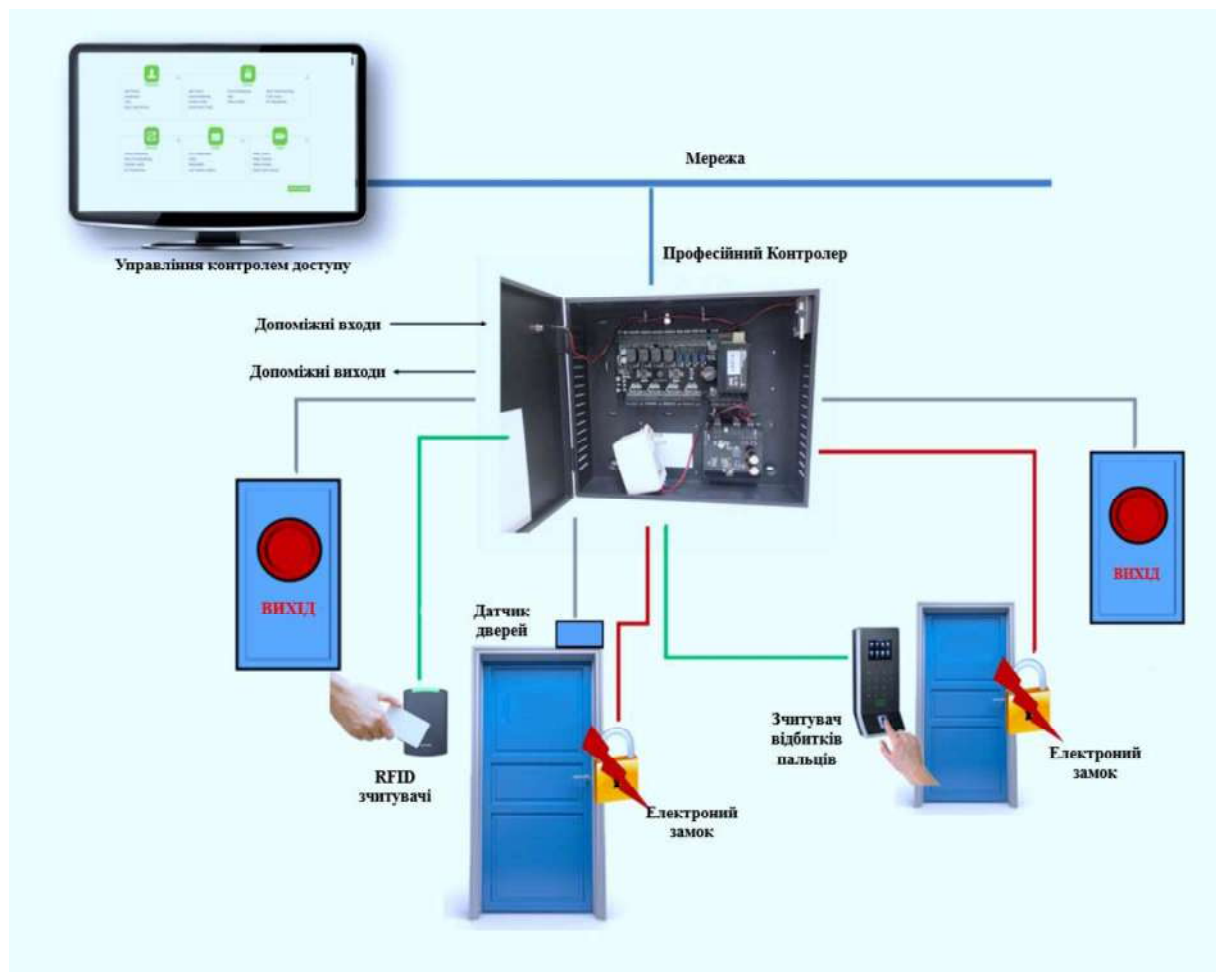 Мережа
Управління контролем доступу
Професійний Контролер
Допоміжні входи
Допоміжні виходи
ВИХІД
ВИХІД
Датчик
дверей
RFID
зчитувачі
Електроний
замок
Зчитувач
відбитків
пальців
Електроний
замок